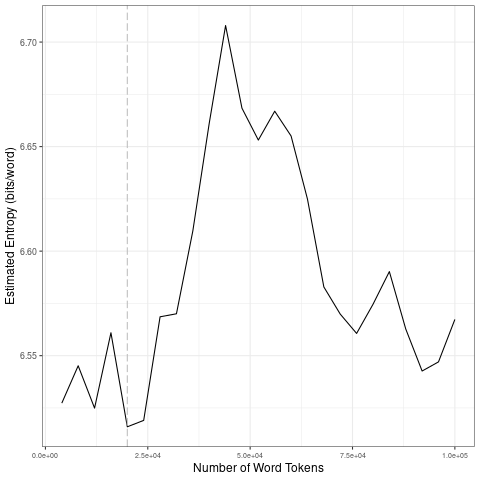 Estimated Entropy (bits/word)
6.70
6.65
6.60
6.55
0.0e+00 2.5e+04 5.0e+04 7.5e+04 1.0e+05
Number of Word Tokens